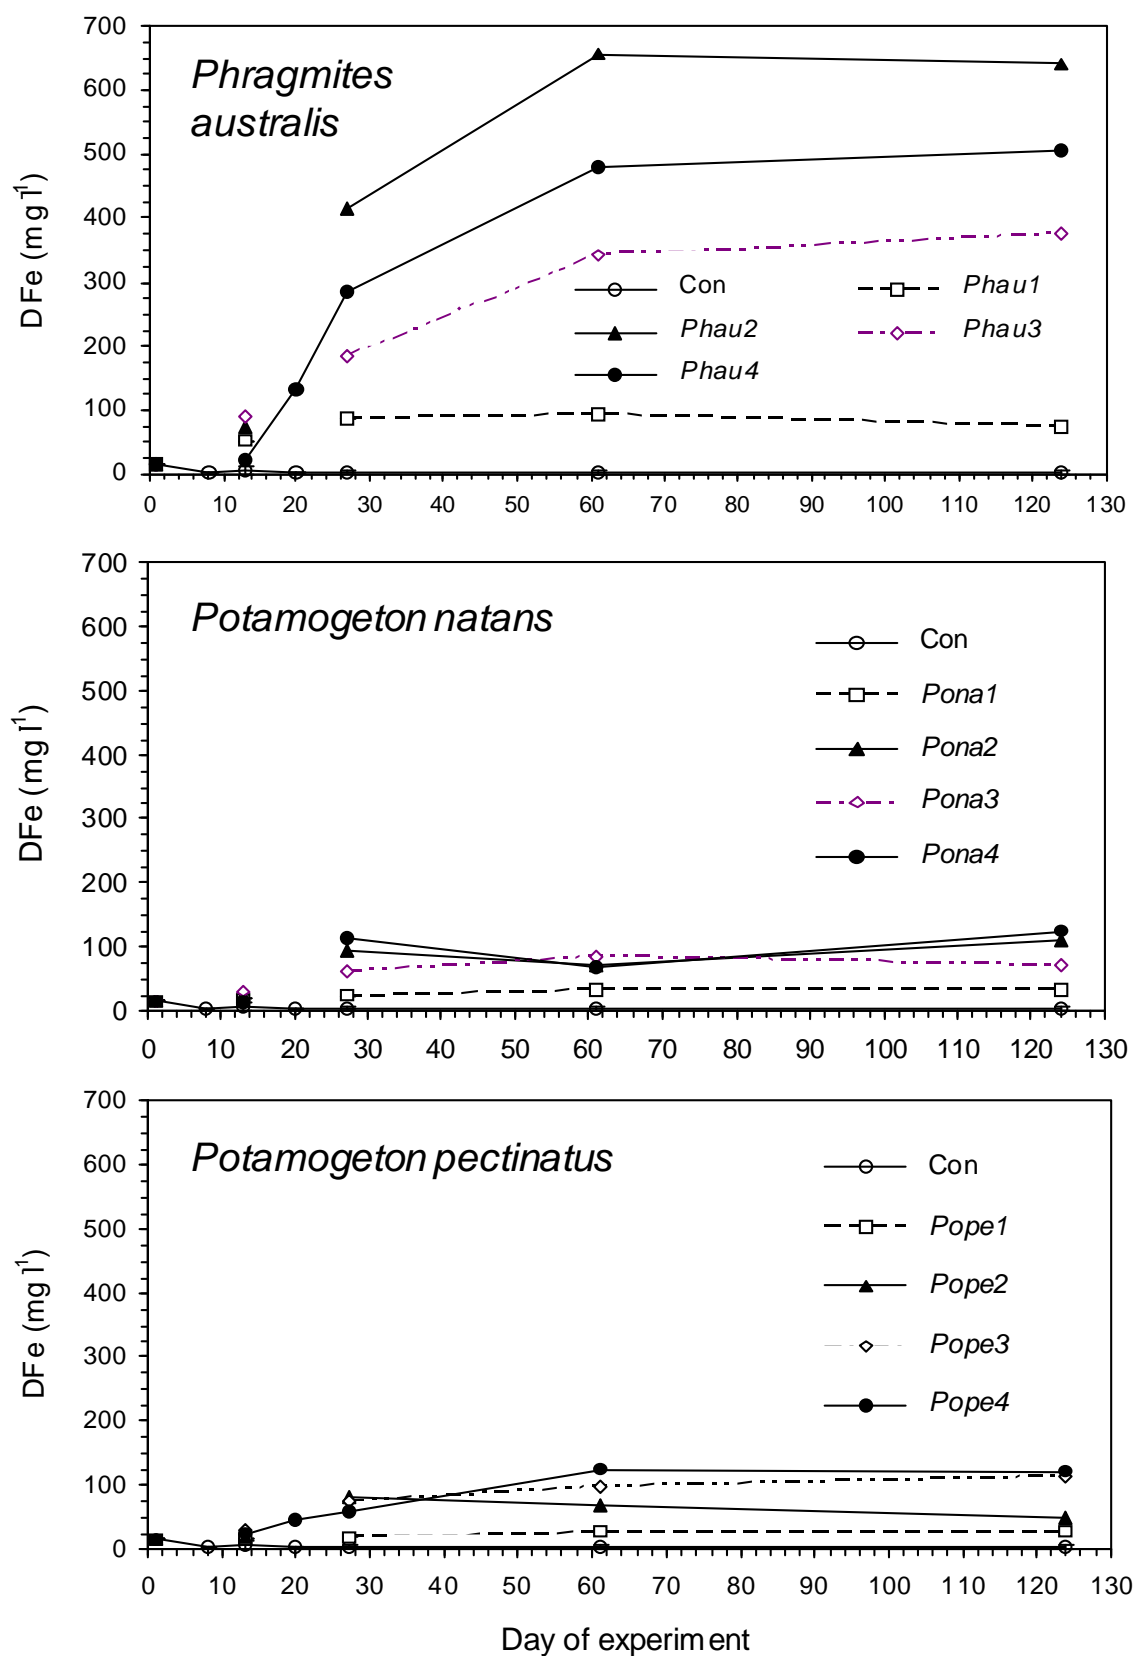 700
600
500
400
300
200
100
0
DFe (mg l¹)
Phragmites
australis
Con
Phau1
Phau2
Phau3
Phau4
0 10 20 30 40 50 60 70 80 90 100 110 120 130
700
600
500
400
300
200
100
0
DFe (mg l¹)
Potamogeton natans
Con
Pona1
Pona2
Pona3
Pona4
0 10 20 30 40 50 60 70 80 90 100 110 120 130
700
600
500
400
300
200
100
0
DFe (mg l¹)
Potamogeton pectinatus
Con
Pope1
Pope2
Pope3
Pope4
0 10 20 30 40 50 60 70 80 90 100 110 120 130
Day of experiment